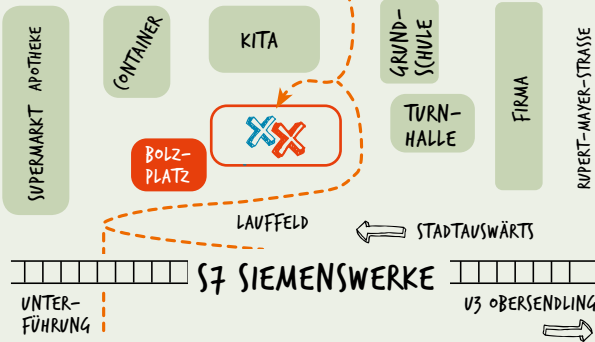 SUPERMARKT APOTHEKE
CONTAINER
KITA
GRUND-
SCHULE
TURN-
HALLE
FIRMA
RUPERT-MAYER-STRASSE
BOLZ-
PLATZ
LAUFFELD
STADTAUSWÄRTS
S7 SIEMENSWERKE
UNTER-
FÜHRUNG
U3 OBERSENDLING